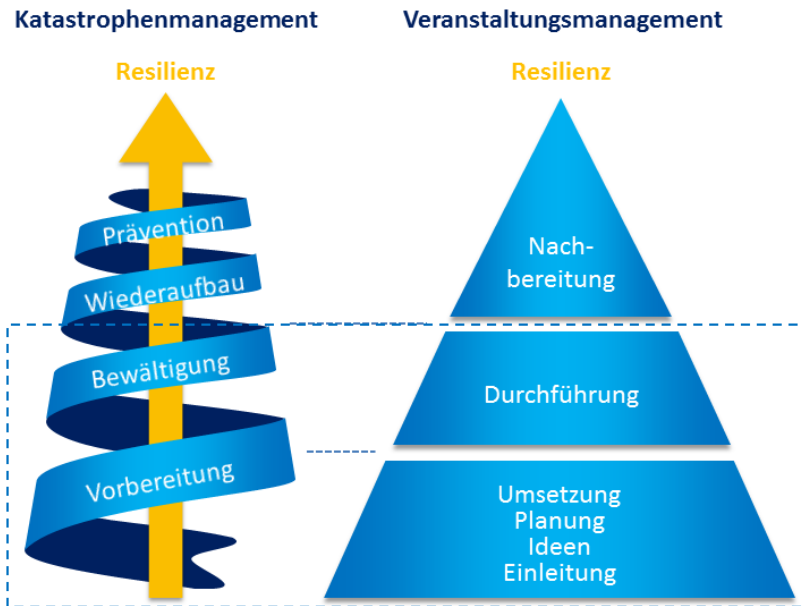 Katastrophenmanagement
Resilienz
Prävention
Wiederaufbau
Bewältigung
Vorbereitung
Veranstaltungsmanagement
Resilienz
Nach-
bereitung
Durchführung
Umsetzung
Planung
Ideen
Einleitung